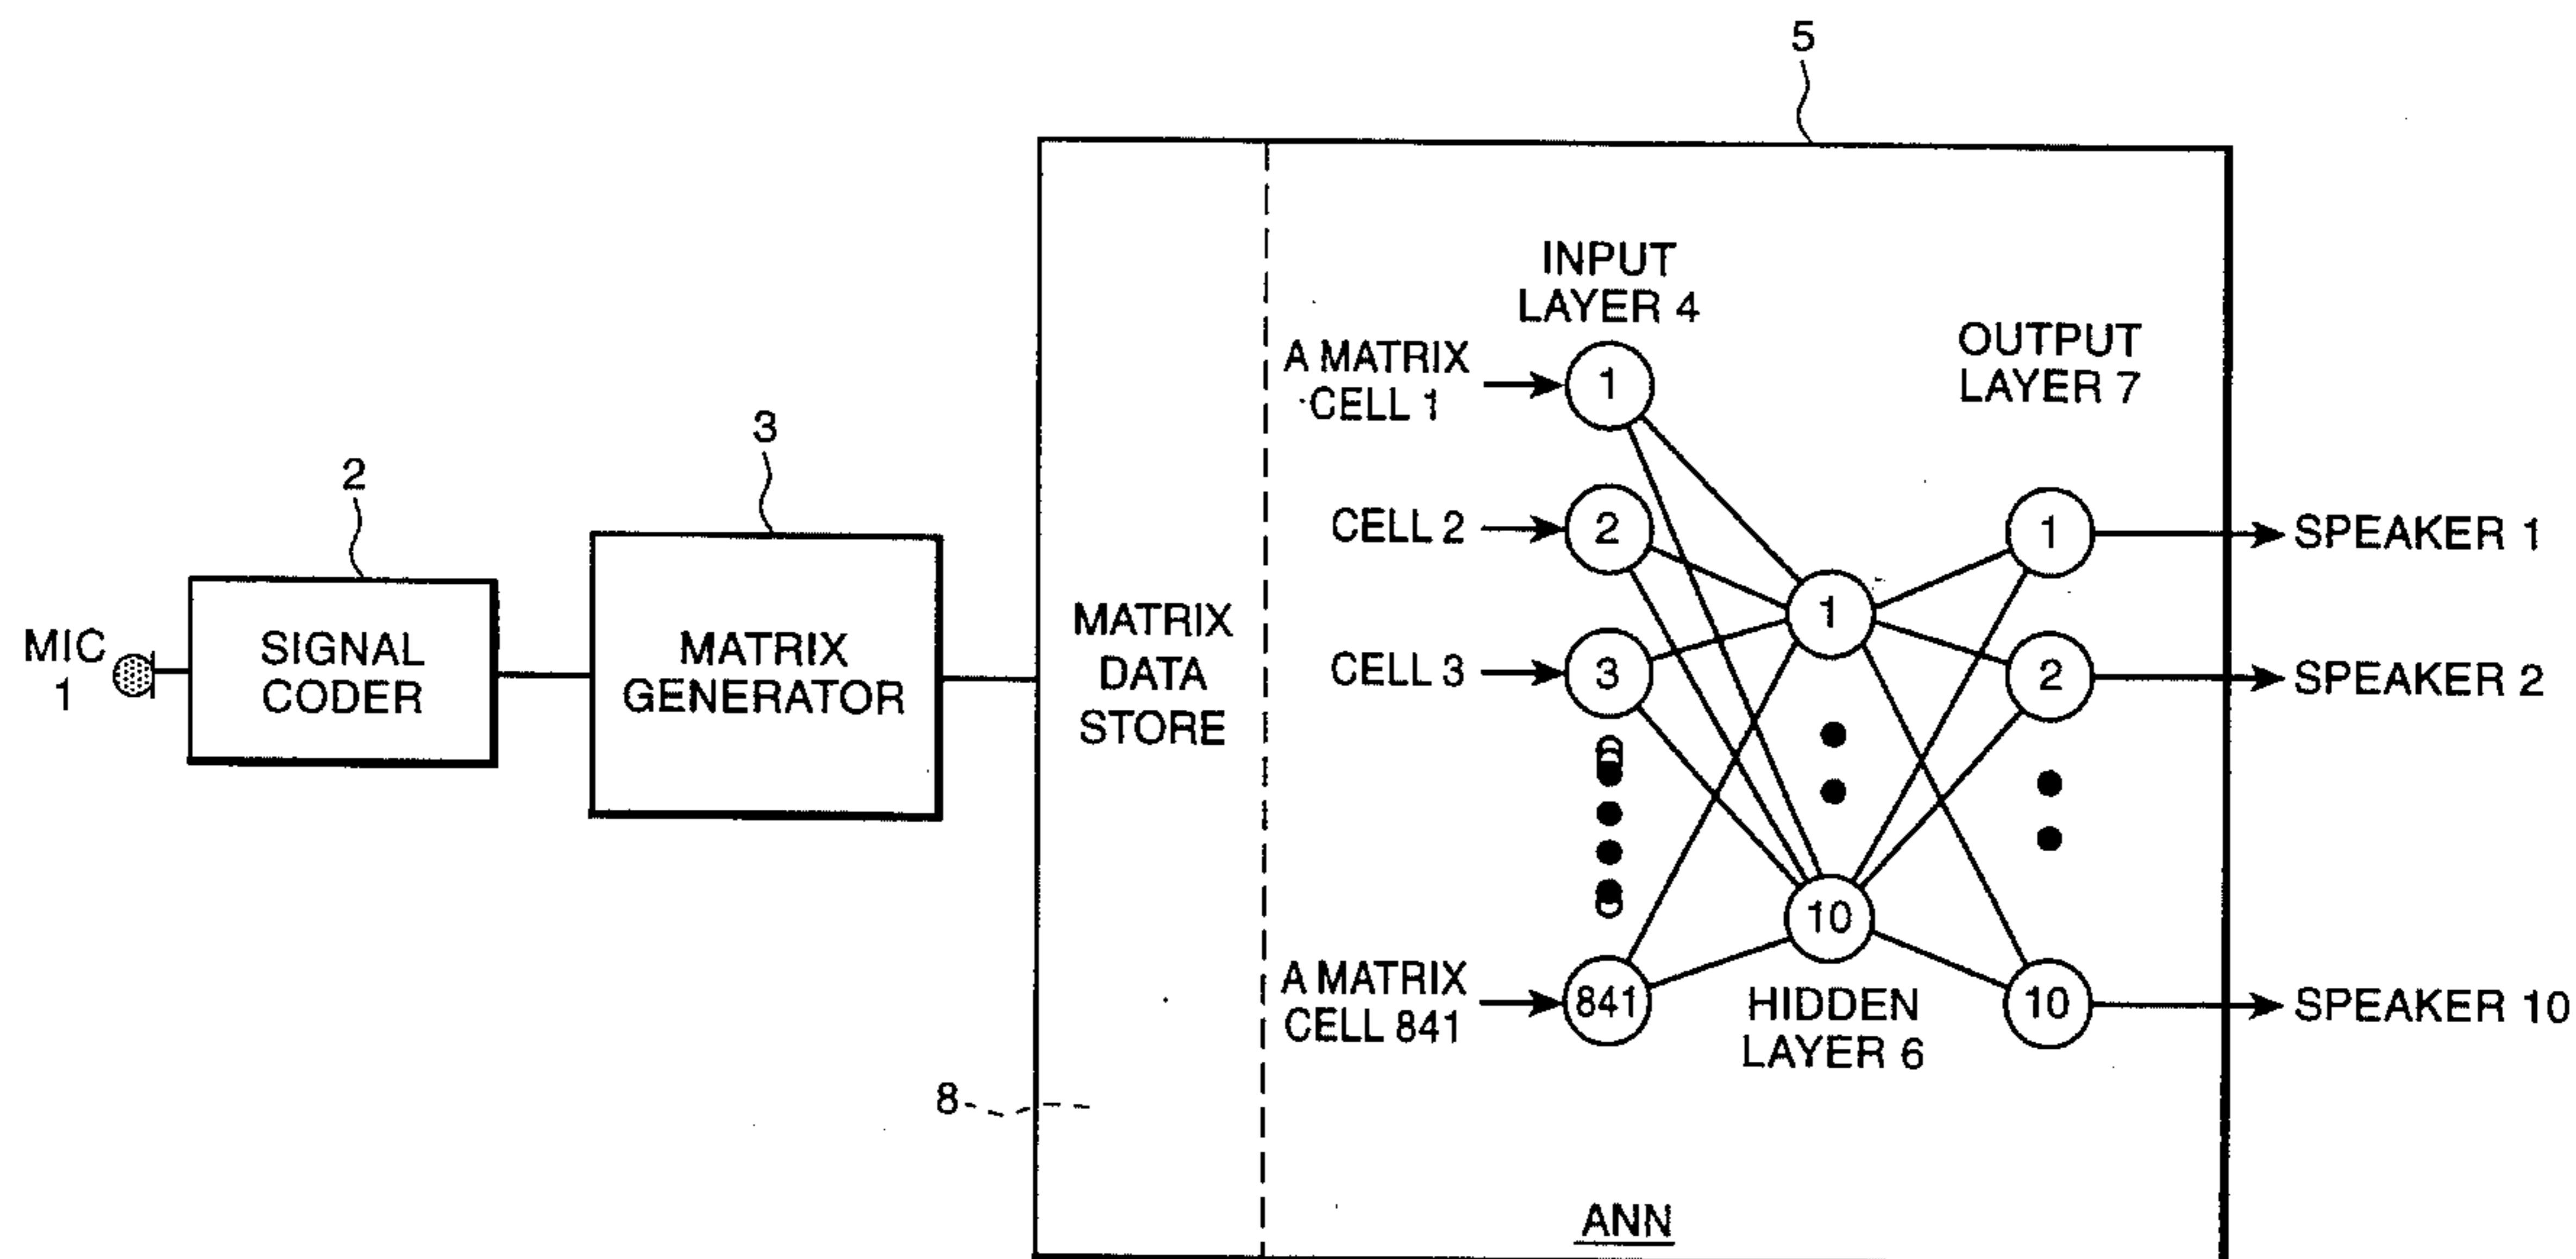 5
INPUT
LAYER 4
OUTPUT
LAYER 7
A MATRIX
CELL 1
1
3
2
CELL 2
2
1
SPEAKER 1
MIC
1
SIGNAL
CODER
MATRIX
GENERATOR
MATRIX
DATA
STORE
CELL 3
3
1
2
SPEAKER 2
10
A MATRIX
CELL 841
841
HIDDEN
LAYER 6
10
SPEAKER 10
8
ANN